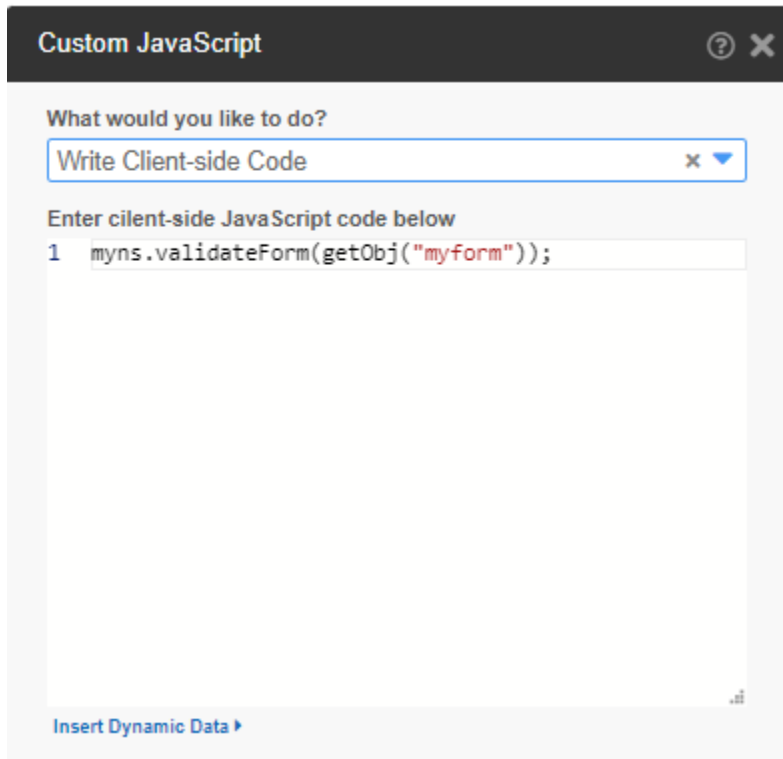 Custom JavaScript
What would you like to do?
Write Client-side Code
Enter cilent-side JavaScript code below
1 myns.validateForm(getObj("myform"));
Insert Dynamic Data